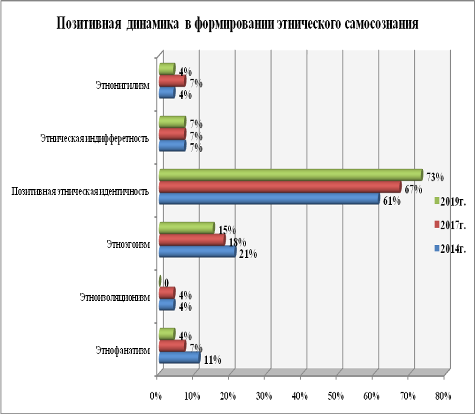 Позитивная динамика в формировании этнического самосознания
Этнонигилизм
4%
7%
4%
Этническая индифферетность
7%
7%
7%
Позитивная этническая идентичность
73%
67%
61%
Этноэгоизм
15%
18%
21%
Этноизоляционизм
0
4%
4%
Этнофанатизм
4%
7%
11%
2019г.
2017г.
2014г.
0% 10% 20% 30% 40% 50% 60% 70% 80%